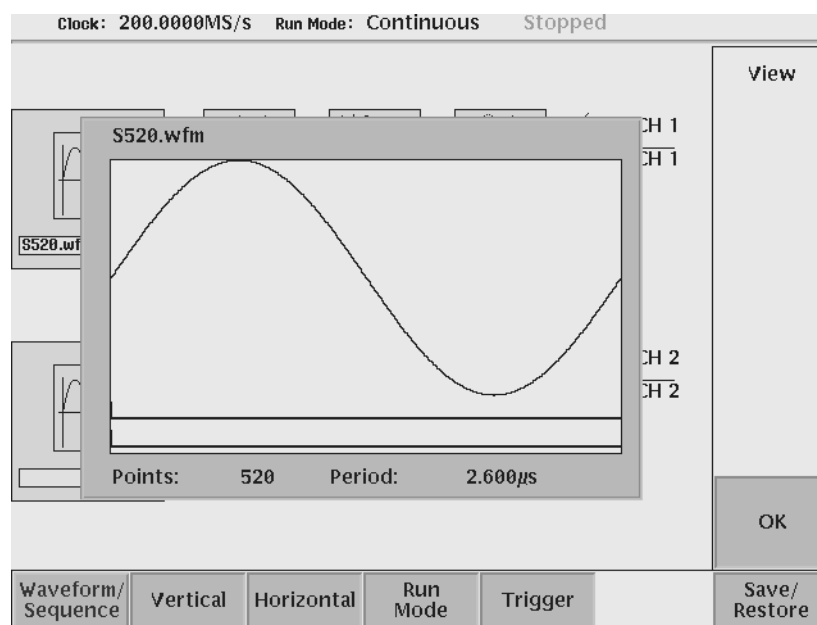 Clock: 200.0000MS/s Run Mode: Continuous Stopped
View
CH 1
CH 1
S520.wfm
S520.wf
CH 2
CH 2
Points: 520 Period: 2.600µs
OK
Waveform/
Sequence
Vertical
Horizontal
Run
Mode
Trigger
Save/
Restore